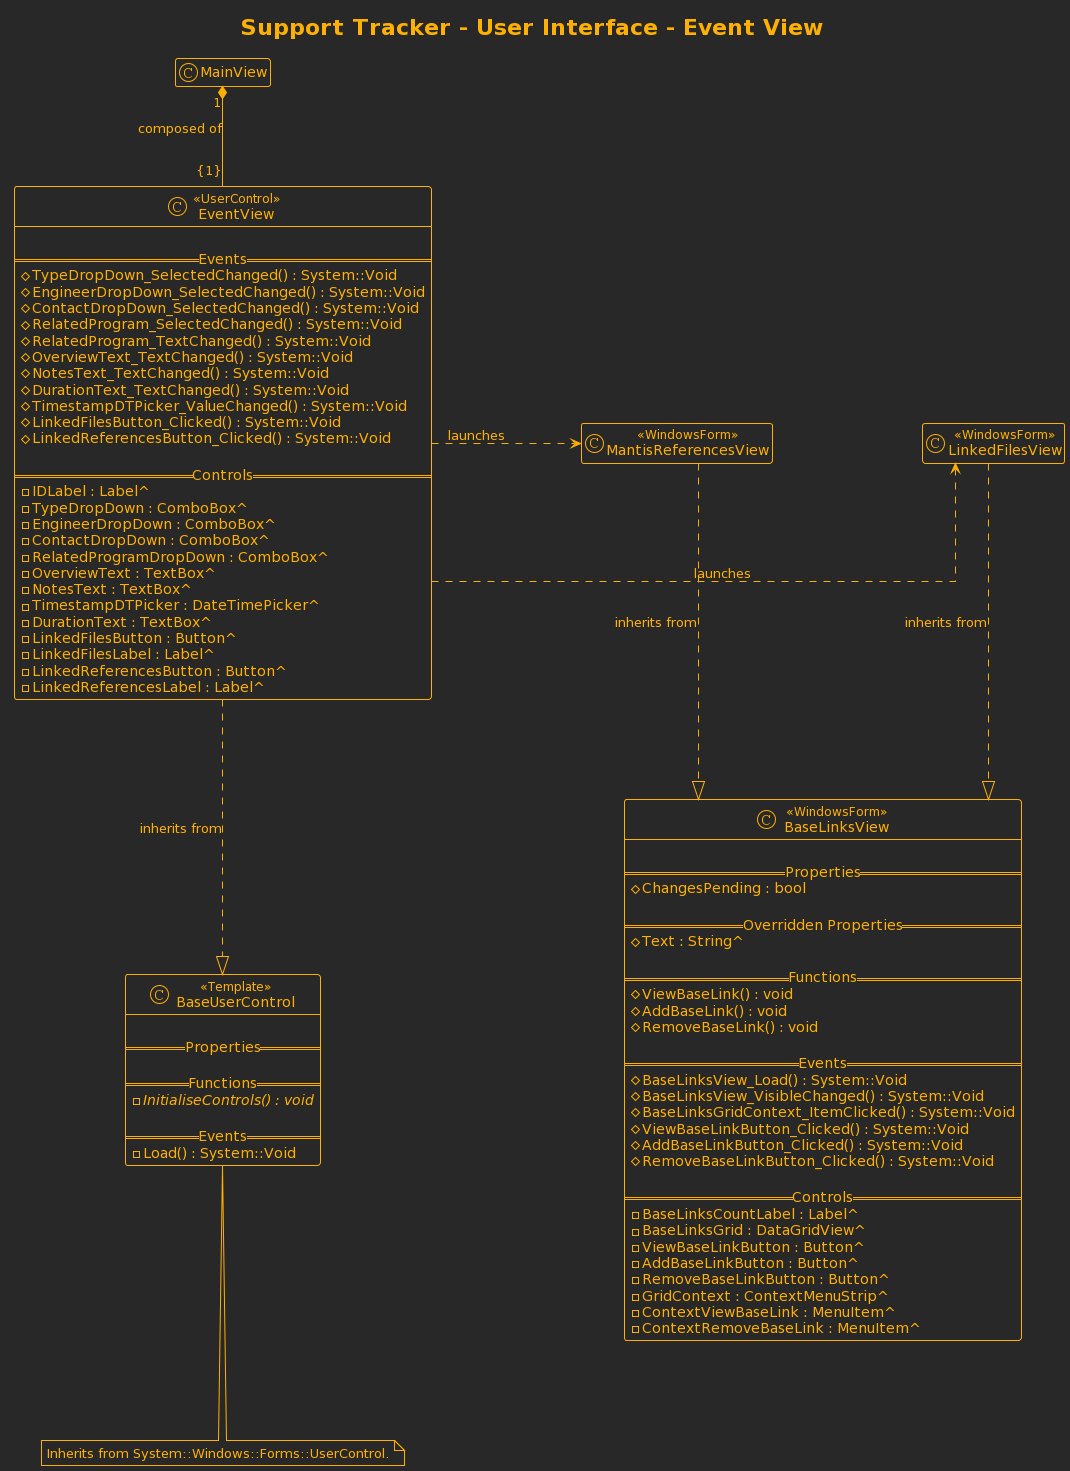 Support Tracker - User Interface - Event View
C MainView
1
composed of
{1}
«UserControl»
C EventView
Events
TypeDropDown_SelectedChanged() : System::Void
EngineerDropDown_SelectedChanged() : System::Void
ContactDropDown_SelectedChanged() : System::Void
RelatedProgram_SelectedChanged() : System::Void
RelatedProgram_TextChanged() : System::Void
OverviewText_TextChanged() : System::Void
NotesText_TextChanged() : System::Void
DurationText_TextChanged() : System::Void
TimestampDTPicker_ValueChanged() : System::Void
LinkedFilesButton_Clicked() : System::Void
LinkedReferencesButton_Clicked() : System::Void
Controls
IDLabel : Label^
TypeDropDown : ComboBox^
EngineerDropDown : ComboBox^
ContactDropDown : ComboBox^
RelatedProgramDropDown : ComboBox^
OverviewText : TextBox^
NotesText : TextBox^
TimestampDTPicker : DateTimePicker^
DurationText : TextBox^
LinkedFilesButton : Button^
LinkedFilesLabel : Label^
LinkedReferencesButton : Button^
LinkedReferencesLabel : Label^
launches
«WindowsForm»
C MantisReferencesView
«WindowsForm»
C LinkedFilesView
launches
inherits from
inherits from
inherits from
«WindowsForm»
C BaseLinksView
Properties
ChangesPending : bool
Overridden Properties
Text : String^
Functions
ViewBaseLink() : void
AddBaseLink() : void
RemoveBaseLink() : void
Events
BaseLinksView_Load() : System::Void
BaseLinksView_VisibleChanged() : System::Void
BaseLinksGridContext_ItemClicked() : System::Void
ViewBaseLinkButton_Clicked() : System::Void
AddBaseLinkButton_Clicked() : System::Void
RemoveBaseLinkButton_Clicked() : System::Void
Controls
BaseLinksCountLabel : Label^
BaseLinksGrid : DataGridView^
ViewBaseLinkButton : Button^
AddBaseLinkButton : Button^
RemoveBaseLinkButton : Button^
GridContext : ContextMenuStrip^
ContextViewBaseLink : MenuItem^
ContextRemoveBaseLink : MenuItem^
«Template»
C BaseUserControl
Properties
Functions
InitialiseControls() : void
Events
Load() : System::Void
Inherits from System::Windows::Forms::UserControl.